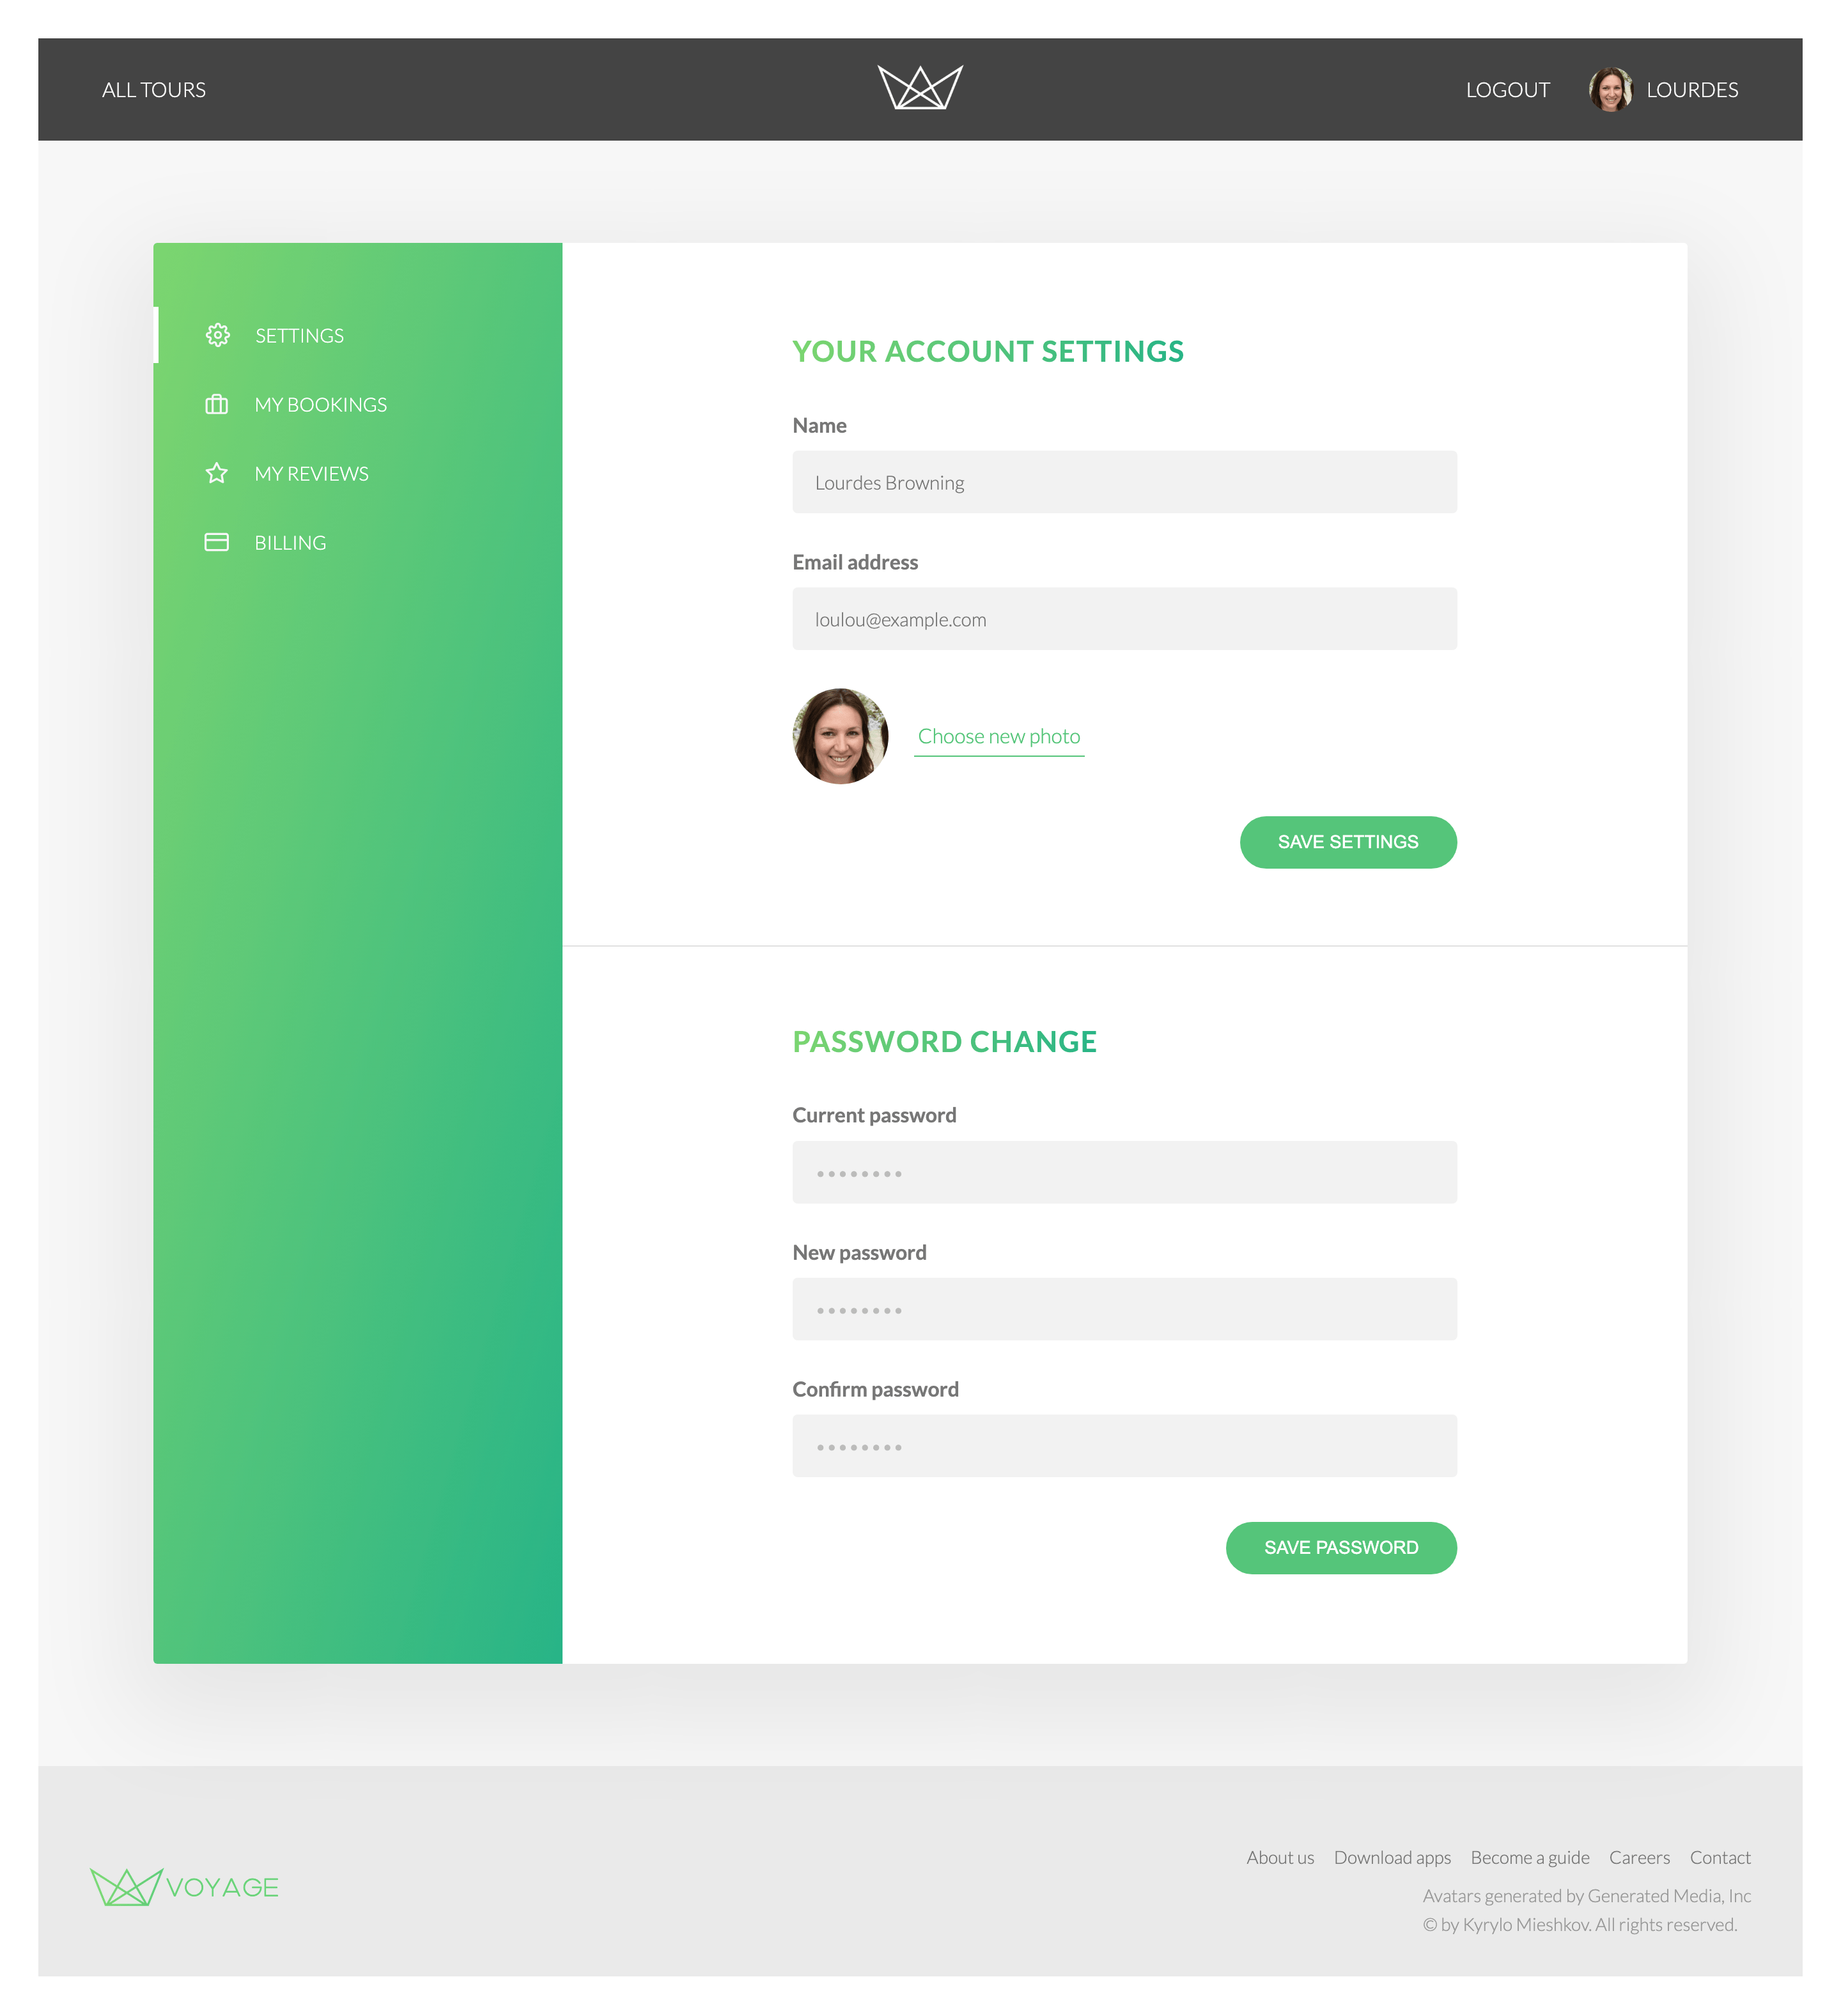 ALL TOURS
LOGOUT
LOURDES
SETTINGS
MY BOOKINGS
MY REVIEWS
BILLING
YOUR ACCOUNT SETTINGS
Name
Lourdes Browning
Email address
loulou@example.com
Choose new photo
SAVE SETTINGS
PASSWORD CHANGE
Current password
••••••••
New password
••••••••
Confirm password
••••••••
SAVE PASSWORD
VOYAGE
About us Download apps Become a guide Careers Contact
Avatars generated by Generated Media, Inc
© by Kyrylo Mieshkov. All rights reserved.